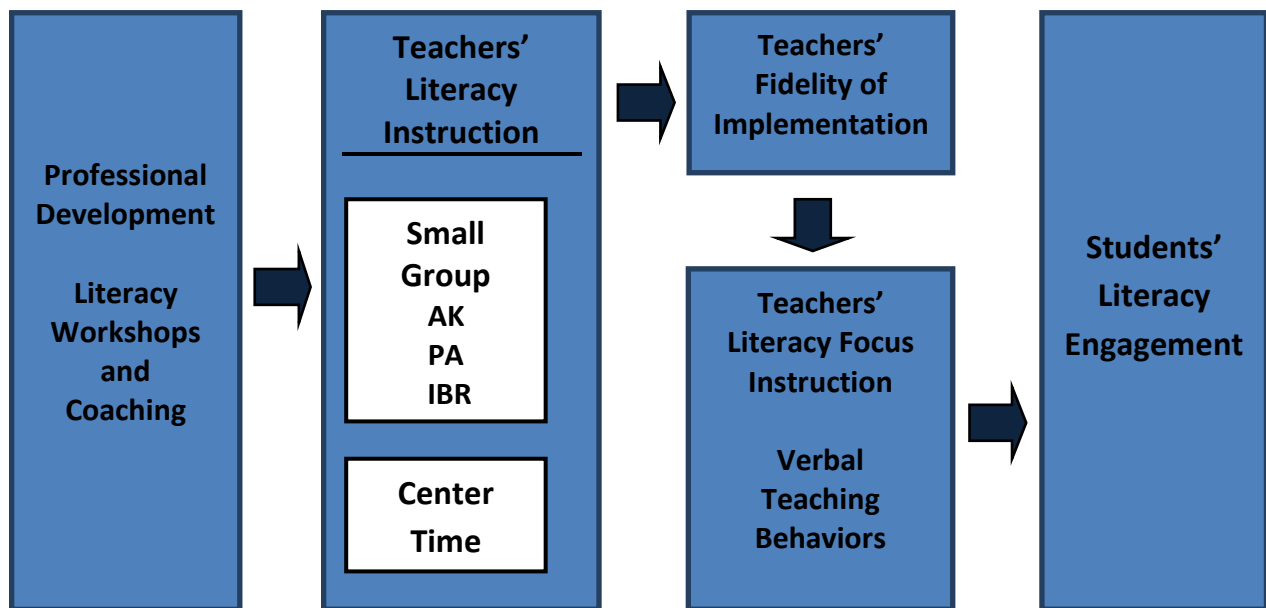 Professional
Development
Literacy
Workshops
and
Coaching
Teachers’
Literacy
Instruction
Small
Group
AK
PA
IBR
Center
Time
Teachers’
Fidelity of
Implementation
Teachers’
Literacy Focus
Instruction
Verbal
Teaching
Behaviors
Students’
Literacy
Engagement